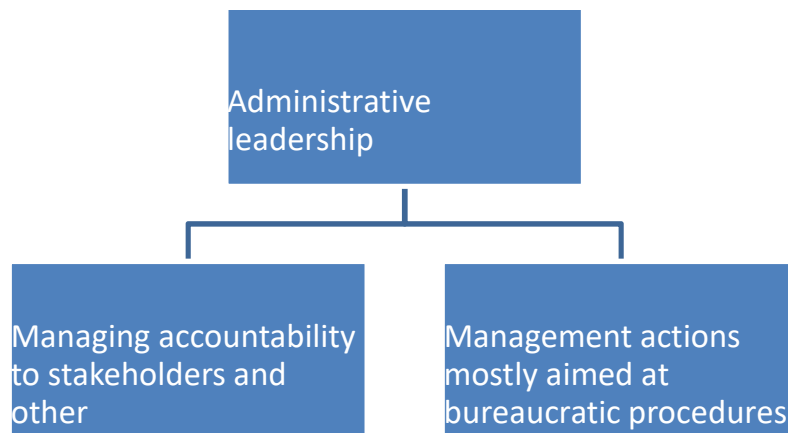 Administrative
leadership
Managing accountability
to stakeholders and
other
Management actions
mostly aimed at
bureaucratic procedures